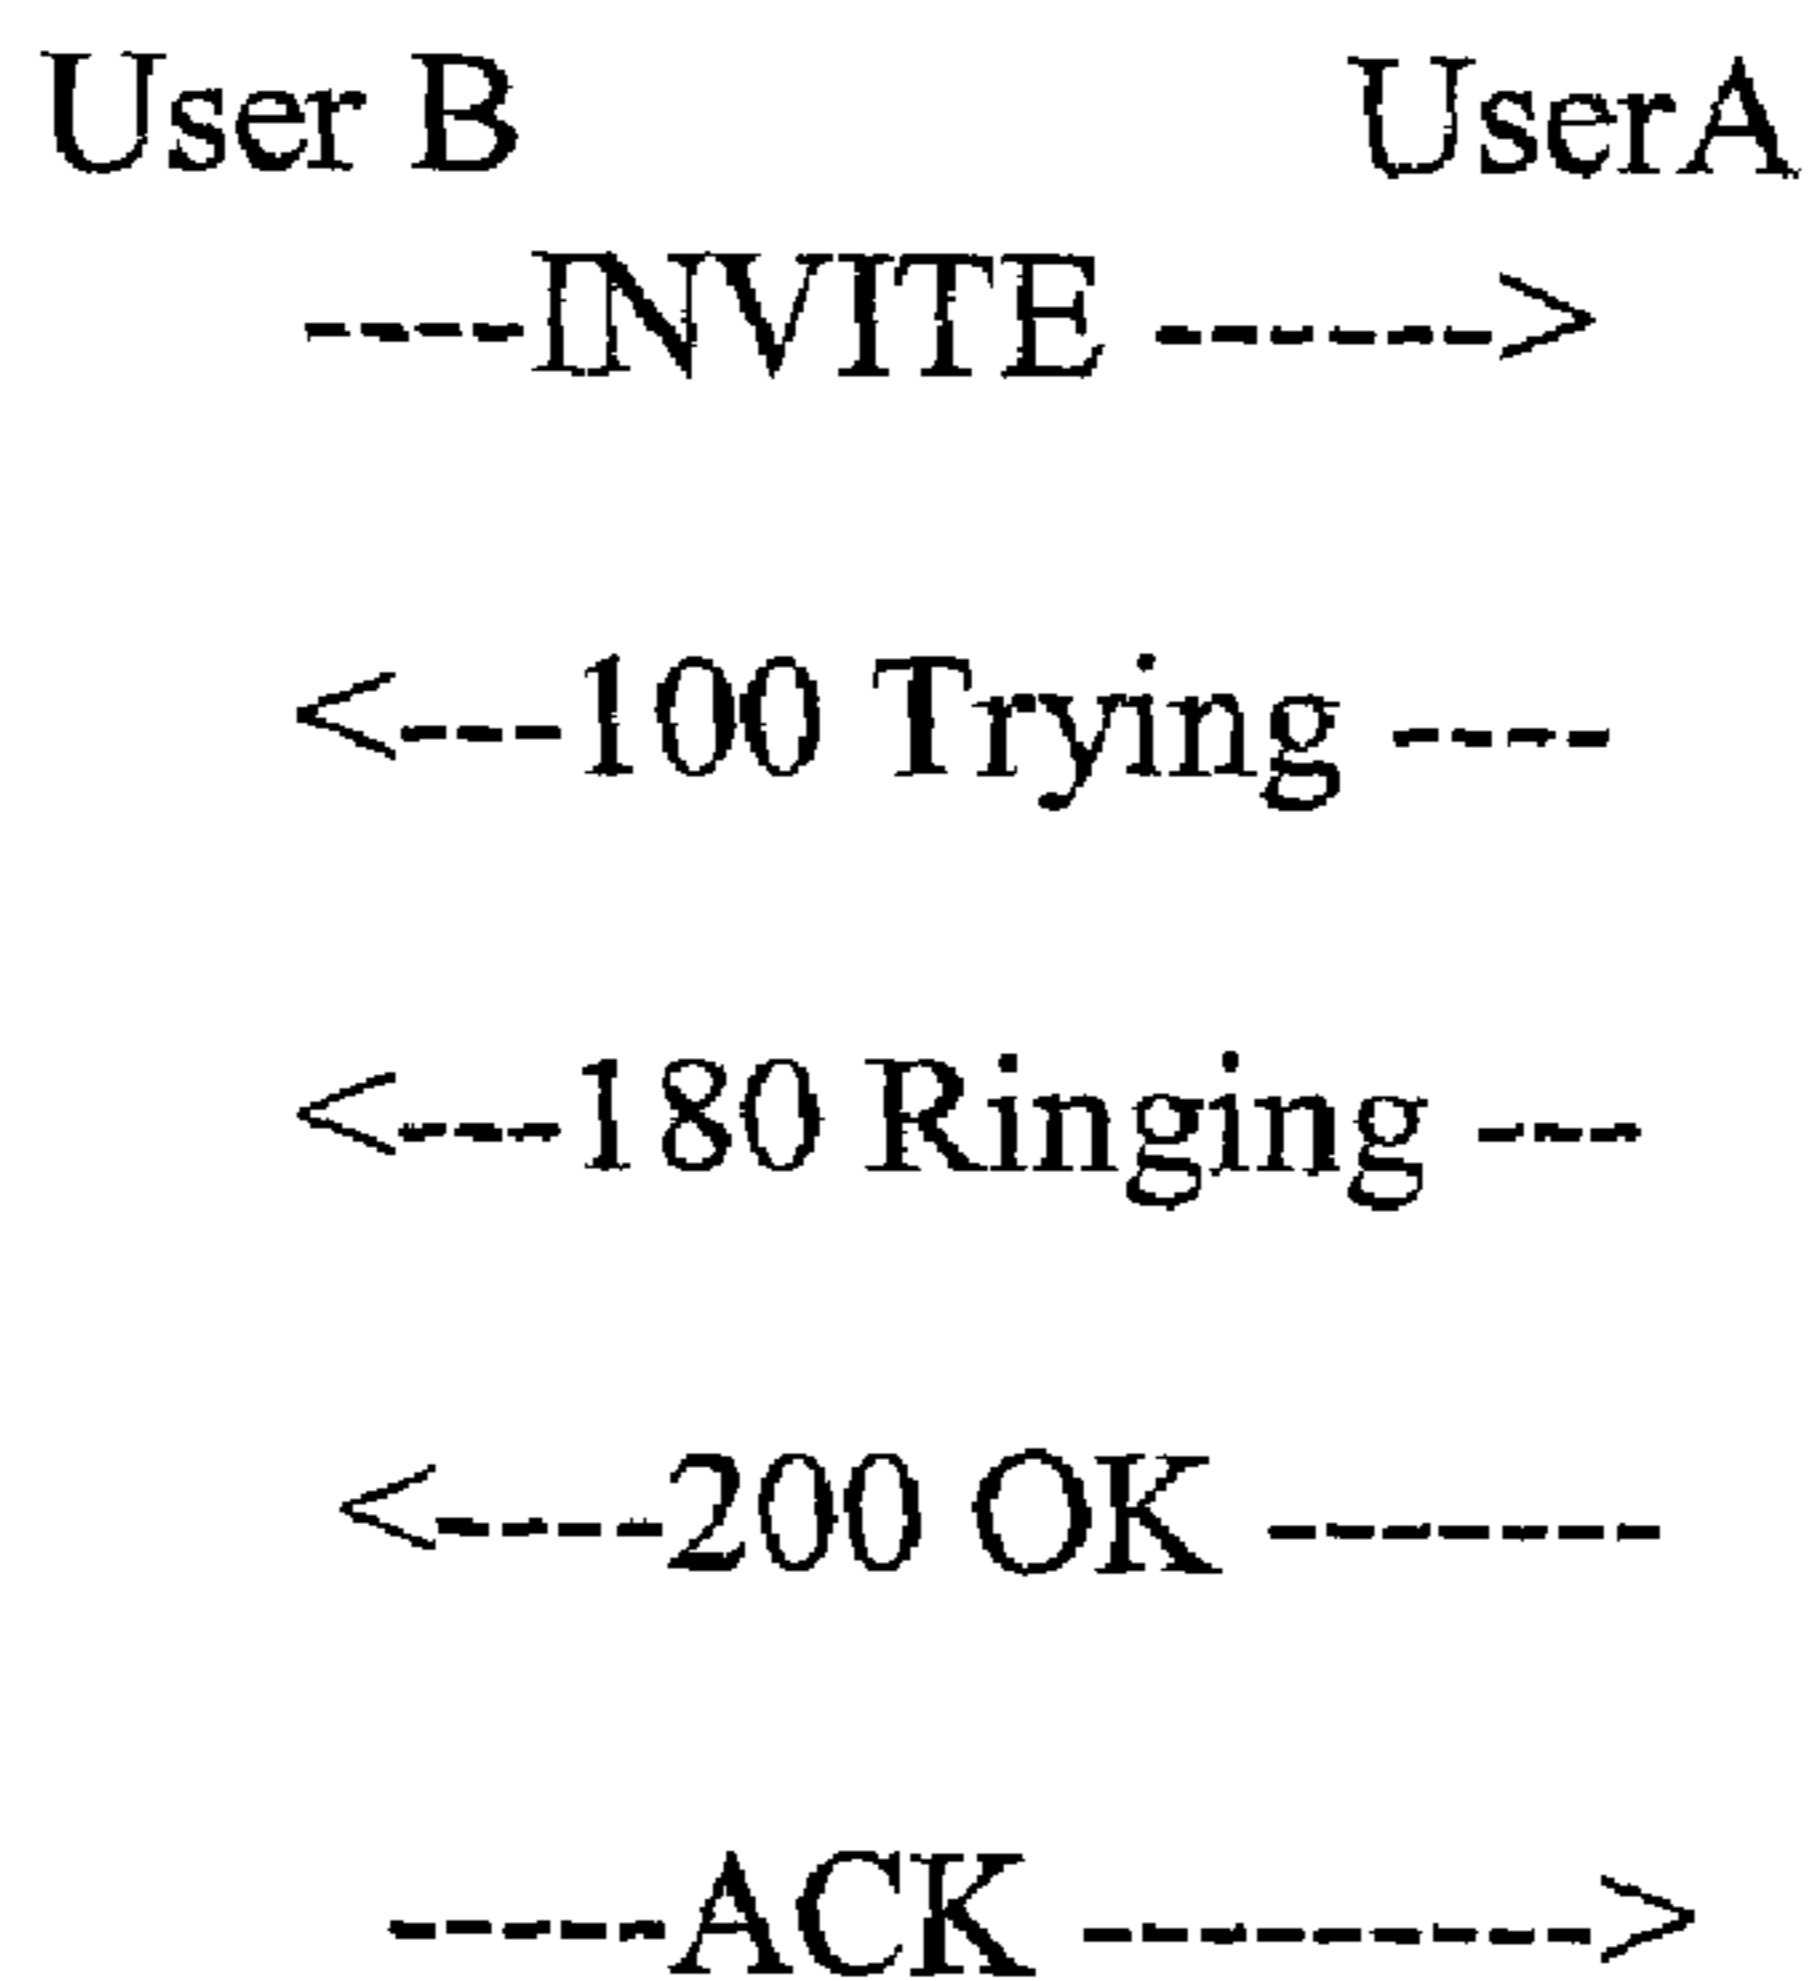 User B UserA
----INVITE ------>
<---100 Trying ----
<---180 Ringing ---
<----200 OK -------
-----ACK --------->